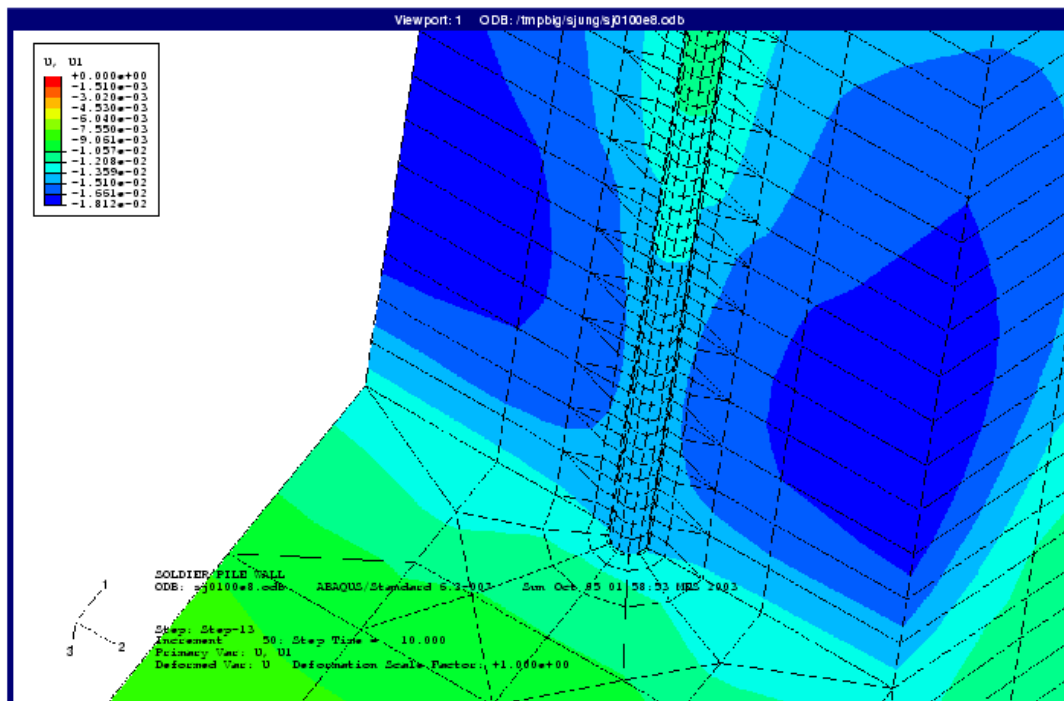 Viewport: 1 ODB: /tmpbig/sjung/sj0100e8.odb
U, U1
+0.000e+00
-1.510e-03
-3.020e-03
-4.530e-03
-6.040e-03
-7.550e-03
-9.061e-03
-1.057e-02
-1.208e-02
-1.359e-02
-1.510e-02
-1.661e-02
-1.812e-02
SOLDIER PILE WALL
ODB: sj0100e8.odb ABAQUS/Standard 6.3-003 Sun Oct 05 01:58:53 2003
Step: Step-13
Increment 50: Step Time = 10.000
Primary Var: U, U1
Deformed Var: U Deformation Scale Factor: +1.000e+00
1
2
3